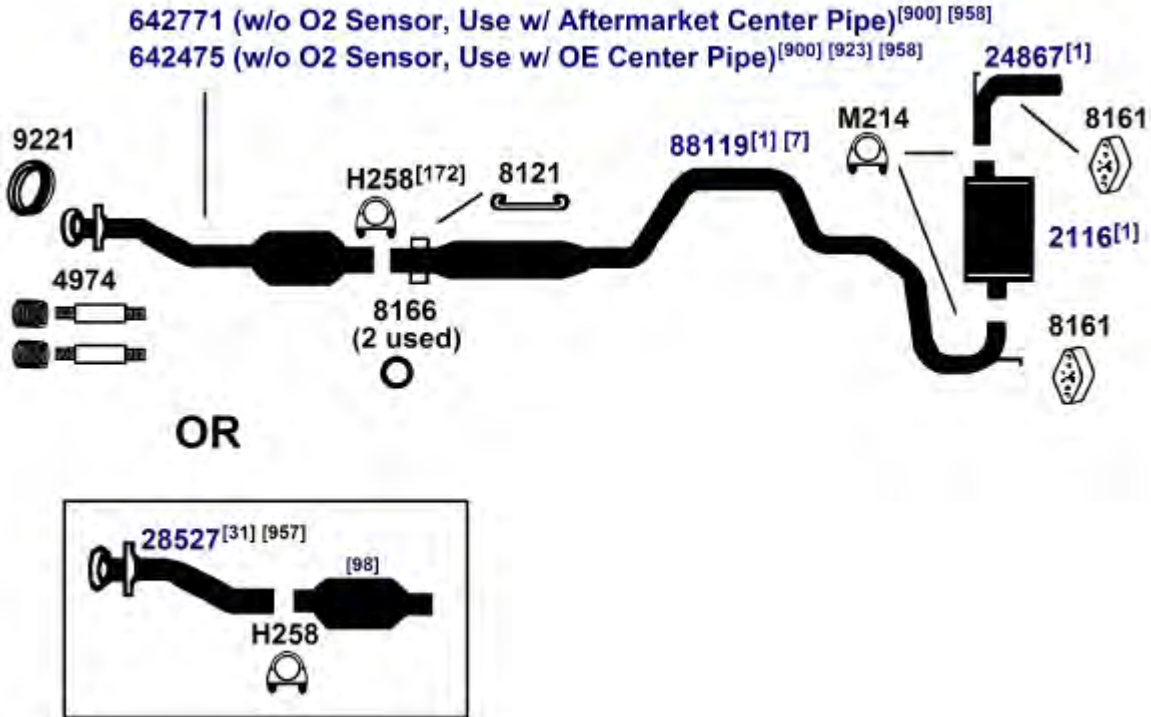 642771 (w/o O2 Sensor, Use w/ Aftermarket Center Pipe)[900] [958]
642475 (w/o O2 Sensor, Use w/ OE Center Pipe)[900] [923] [958]
24867[1]
9221
M214
8161
88119[1] [7]
H258[172]
8121
2116[1]
4974
8166
(2 used)
8161
OR
28527[31] [957]
[98]
H258